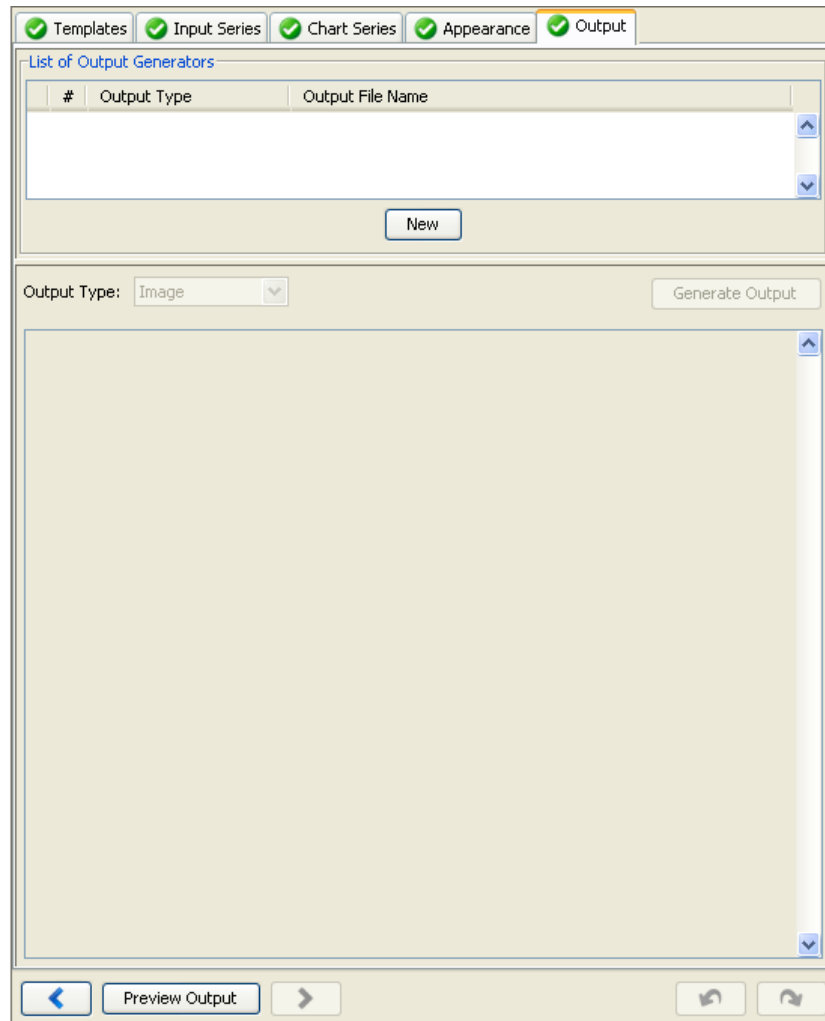 Templates Input Series Chart Series Appearance Output
List of Output Generators
# Output Type Output File Name
New
Output Type: Image Generate Output
Preview Output